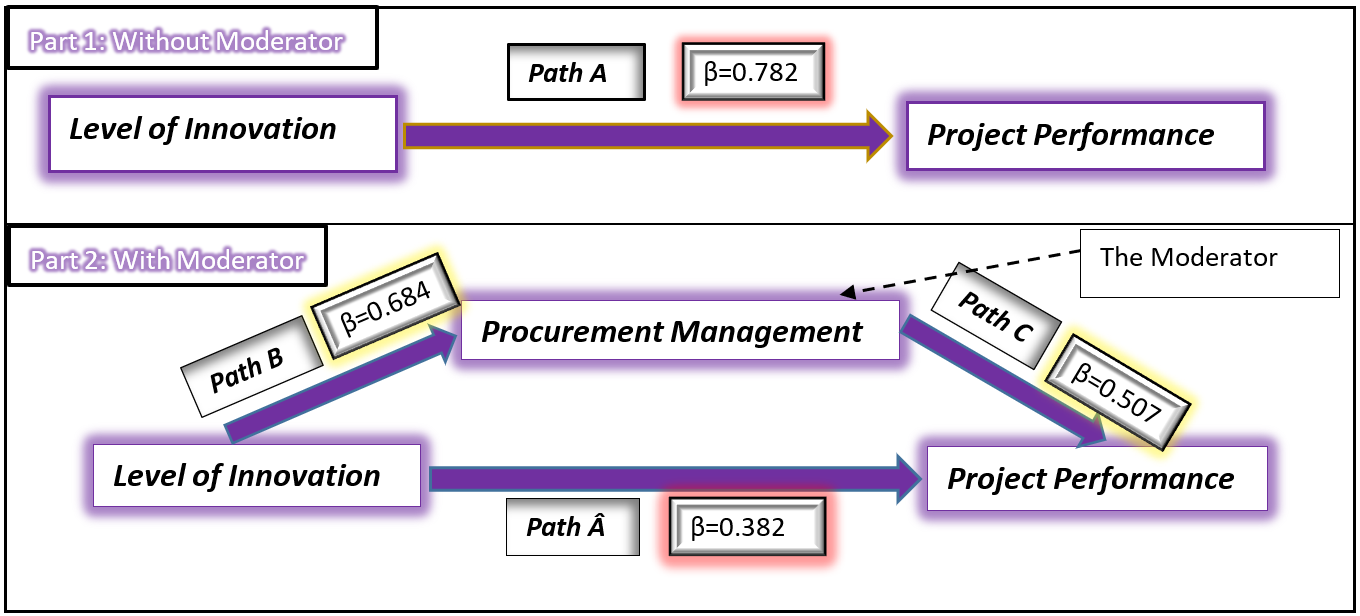 Part 1: Without Moderator
Path A
β=0.782
Level of Innovation
Project Performance
Part 2: With Moderator
The Moderator
β=0.684
Path B
Procurement Management
Path C
β=0.507
Level of Innovation
Project Performance
Path Â
β=0.382